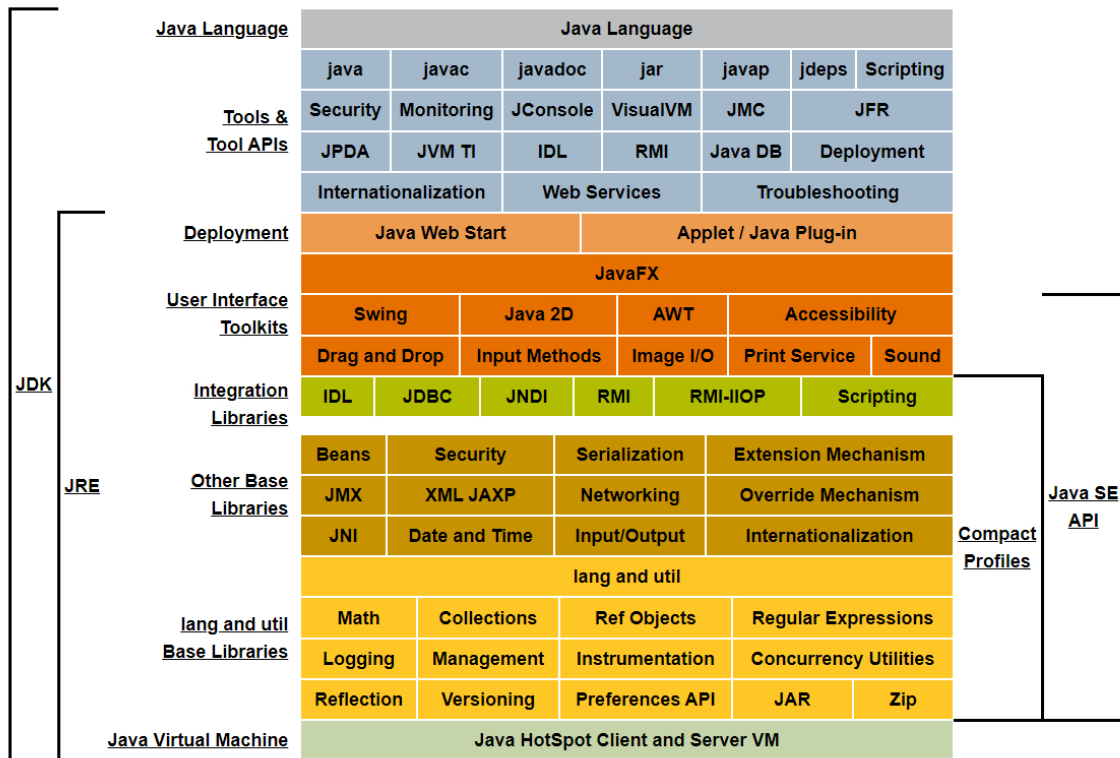 Java Language Java Language
java javac javadoc jar javap jdeps Scripting
Tools &
Tool APIs
Security Monitoring JConsole VisualVM JMC JFR
JPDA JVM TI IDL RMI Java DB Deployment
Internationalization Web Services Troubleshooting
Deployment Java Web Start Applet / Java Plug-in
JavaFX
User Interface
Toolkits
Swing Java 2D AWT Accessibility
Drag and Drop Input Methods Image I/O Print Service Sound
JDK
Integration
Libraries
IDL JDBC JNDI RMI RMI-IIOP Scripting
JRE
Other Base
Libraries
Beans Security Serialization Extension Mechanism
JMX XML JAXP Networking Override Mechanism
JNI Date and Time Input/Output Internationalization
Java SE
API
Compact
Profiles
lang and util
lang and util
Base Libraries
Math Collections Ref Objects Regular Expressions
Logging Management Instrumentation Concurrency Utilities
Reflection Versioning Preferences API JAR Zip
Java Virtual Machine Java HotSpot Client and Server VM